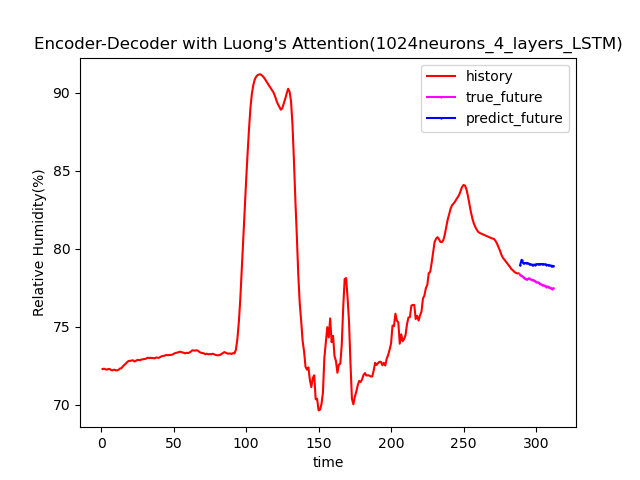 Encoder-Decoder with Luong's Attention(1024neurons_4_layers_LSTM)
history
true_future
predict_future
90
85
80
75
70
Relative Humidity(%)
0 50 100 150 200 250 300
time